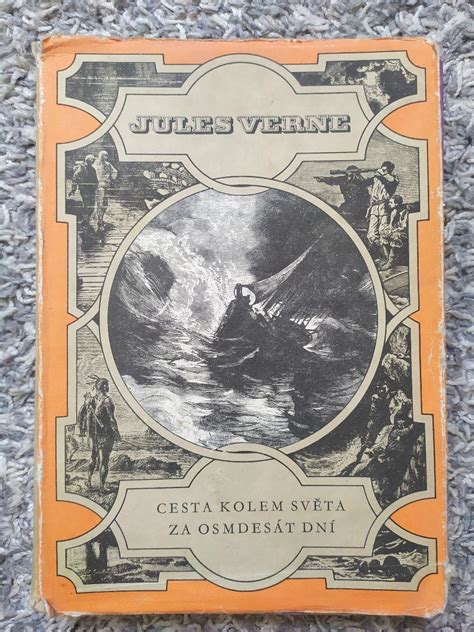 JULES VERNE
CESTA KOLEM SVĚTA
ZA OSMDESÁT DNÍ